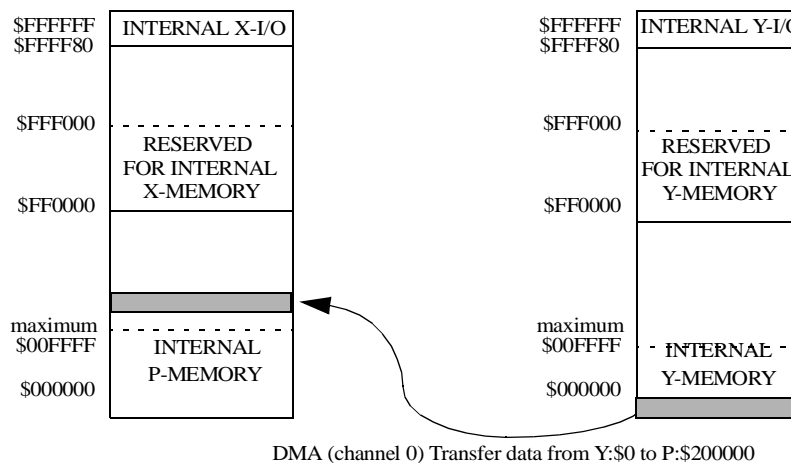 $FFFFFF
$FFFF80
INTERNAL X-I/O
$FFF000
RESERVED
FOR INTERNAL
X-MEMORY
$FF0000
maximum
$00FFFF
INTERNAL
P-MEMORY
$000000
$FFFFFF
$FFFF80
INTERNAL Y-I/O
$FFF000
RESERVED
FOR INTERNAL
Y-MEMORY
$FF0000
maximum
$00FFFF
INTERNAL
Y-MEMORY
$000000
DMA (channel 0) Transfer data from Y:$0 to P:$200000